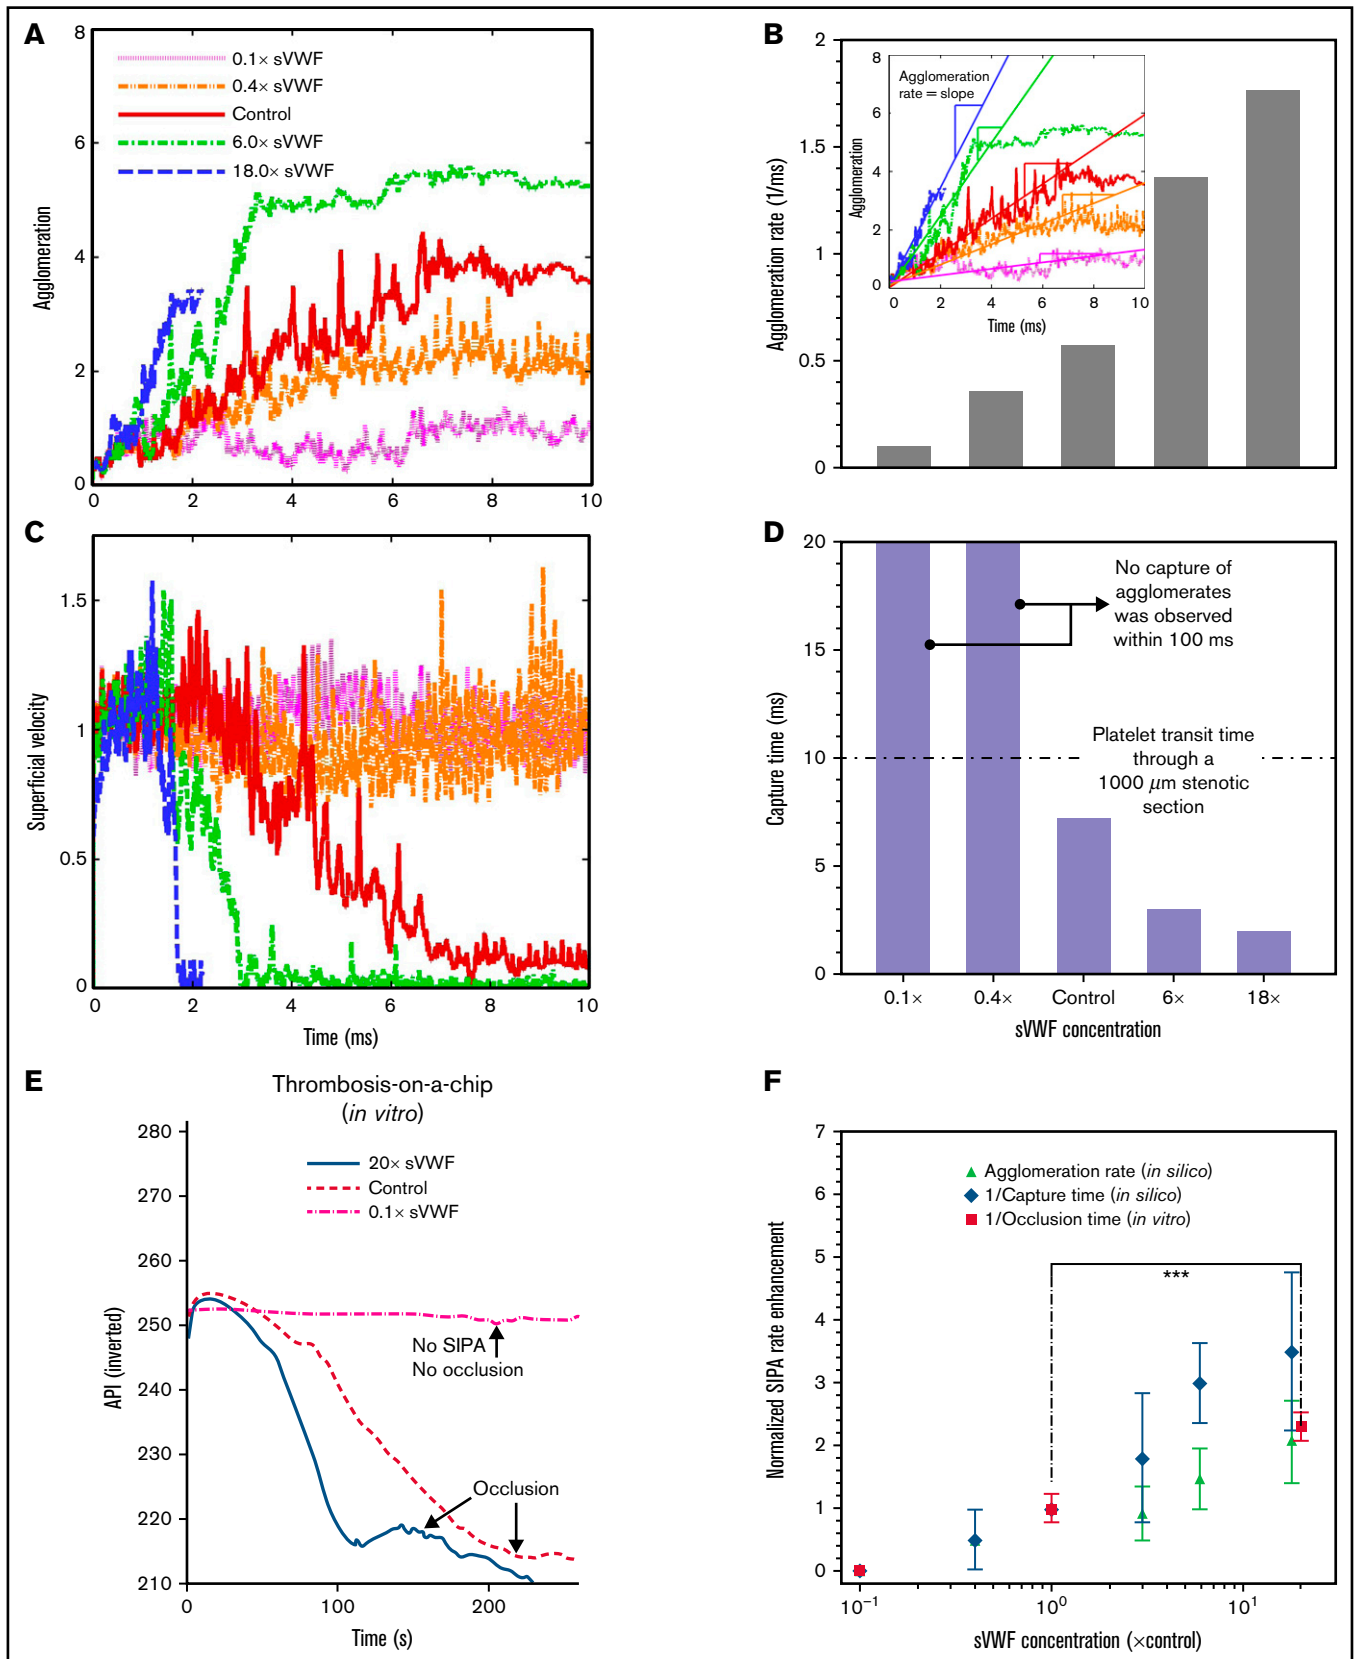 A
8
6
4
2
0
0
2
4
6
8
10
Agglomeration
0.1× sVWF
0.4× sVWF
Control
6.0× sVWF
18.0× sVWF
B
2
1.5
1
0.5
0
Agglomeration rate (1/ms)
8
6
4
2
0
0
2
4
6
8
10
Agglomeration
Time (ms)
Agglomeration
rate = slope
C
1.5
1
0.5
0
0
2
4
6
8
10
Superficial velocity
Time (ms)
D
20
15
10
5
0
Capture time (ms)
No capture of
agglomerates
was observed
within 100 ms
Platelet transit time
through a
1000 μm stenotic
section
0.1×
0.4×
Control
6×
18×
sVWF concentration
E
Thrombosis-on-a-chip
(in vitro)
280
270
260
250
240
230
220
210
API (inverted)
20× sVWF
Control
0.1× sVWF
No SIPA
No occlusion
Occlusion
0
100
200
Time (s)
F
7
6
5
4
3
2
1
0
Normalized SIPA rate enhancement
Agglomeration rate (in silico)
1/Capture time (in silico)
1/Occlusion time (in vitro)
***
10⁻¹
10⁰
10¹
sVWF concentration (×control)